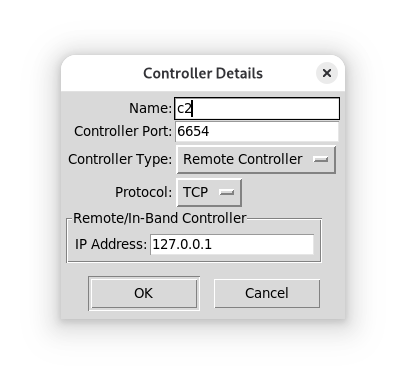 Controller Details
Name: c2
Controller Port: 6654
Controller Type: Remote Controller
Protocol: TCP
Remote/In-Band Controller
IP Address: 127.0.0.1
OK Cancel